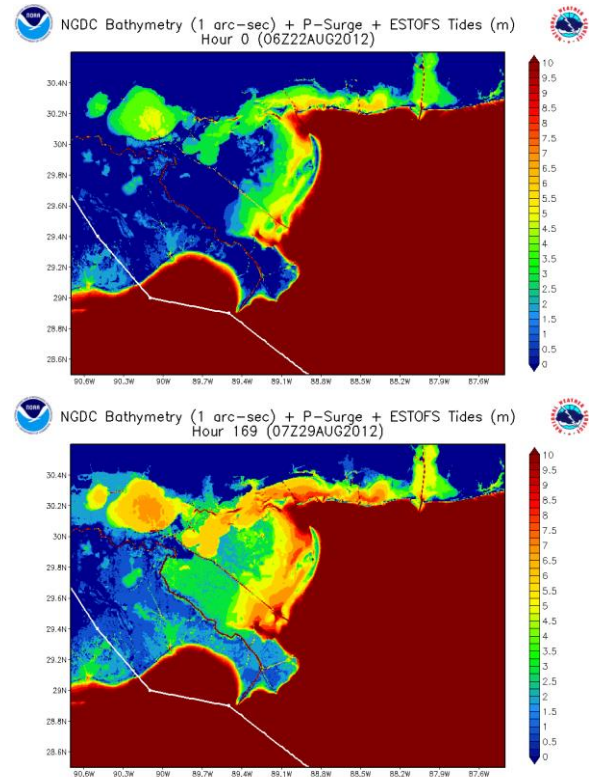 NOAA
NGDC Bathymetry (1 arc-sec) + P-Surge + ESTOFS Tides (m)
Hour 0 (06Z22AUG2012)
30.4N
30.2N
30N
29.8N
29.6N
29.4N
29.2N
29N
28.8N
28.6N
90.6W
90.3W
90W
89.7W
89.4W
89.1W
88.8W
88.5W
88.2W
87.9W
87.6W
10
9.5
9
8.5
8
7.5
7
6.5
6
5.5
5
4.5
4
3.5
3
2.5
2
1.5
1
0.5
0
NOAA
NGDC Bathymetry (1 arc-sec) + P-Surge + ESTOFS Tides (m)
Hour 169 (07Z29AUG2012)
30.4N
30.2N
30N
29.8N
29.6N
29.4N
29.2N
29N
28.8N
28.6N
90.6W
90.3W
90W
89.7W
89.4W
89.1W
88.8W
88.5W
88.2W
87.9W
87.6W
10
9.5
9
8.5
8
7.5
7
6.5
6
5.5
5
4.5
4
3.5
3
2.5
2
1.5
1
0.5
0